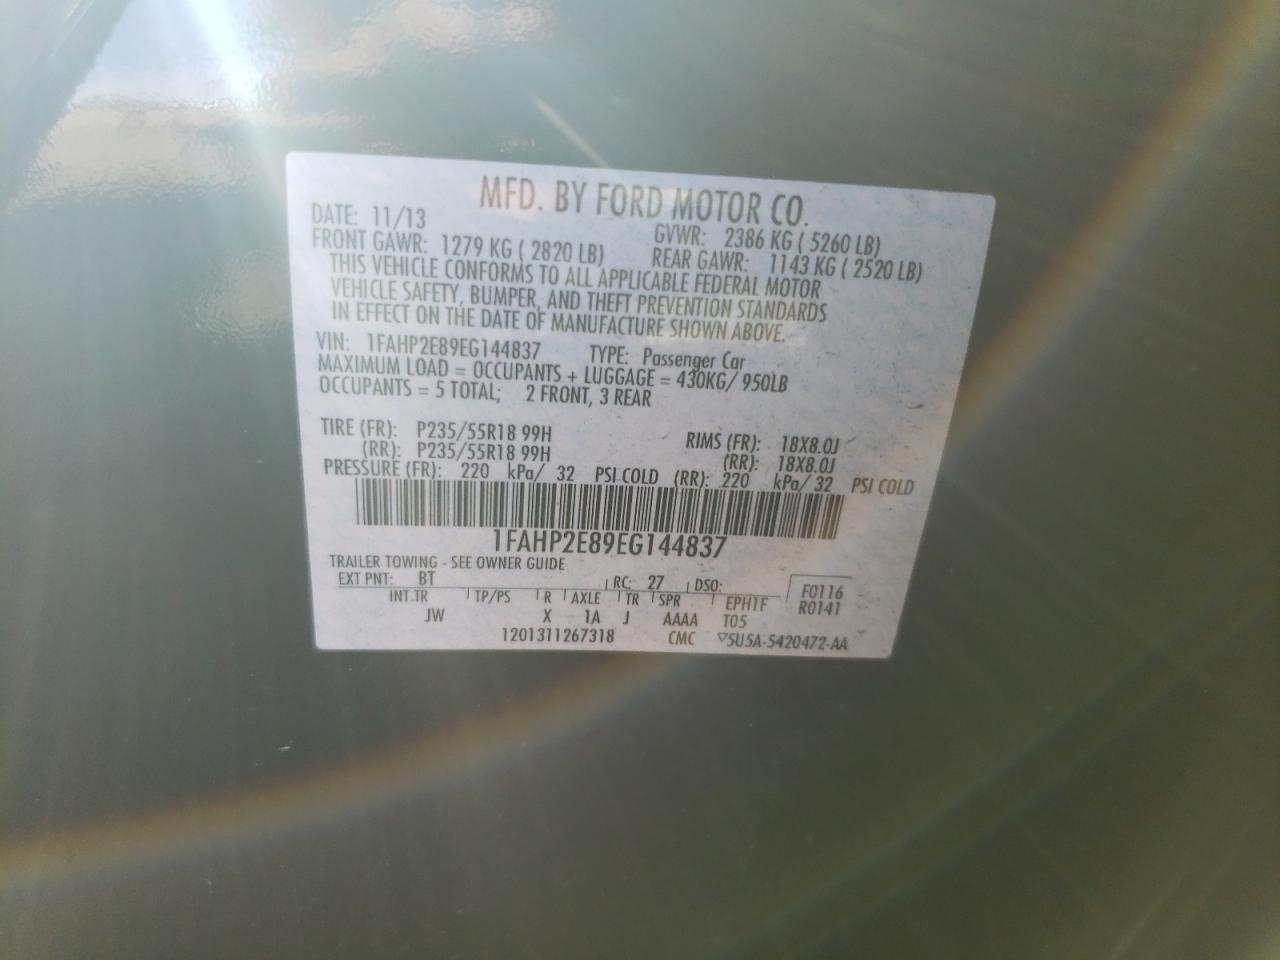 MFD. BY FORD MOTOR CO.
DATE: 11/13 GVWR: 2386 KG ( 5260 LB)
FRONT GAWR: 1279 KG ( 2820 LB) REAR GAWR: 1143 KG ( 2520 LB)
THIS VEHICLE CONFORMS TO ALL APPLICABLE FEDERAL MOTOR
VEHICLE SAFETY, BUMPER, AND THEFT PREVENTION STANDARDS
IN EFFECT ON THE DATE OF MANUFACTURE SHOWN ABOVE.
VIN: 1FAHP2E89EG144837 TYPE: Passenger Car
MAXIMUM LOAD = OCCUPANTS + LUGGAGE = 430KG/ 950LB
OCCUPANTS = 5 TOTAL; 2 FRONT, 3 REAR
TIRE (FR): P235/55R18 99H RIMS (FR): 18X8.0J
(RR): P235/55R18 99H (RR): 18X8.0J
PRESSURE (FR): 220 kPa/ 32 PSI COLD (RR): 220 kPa/ 32 PSI COLD
1FAHP2E89EG144837
TRAILER TOWING - SEE OWNER GUIDE
EXT PNT: BT RC: 27 DSO: F0116
INT.TR TP/PS R AXLE TR SPR EPH1F R0141
JW X 1A J AAAA T05
1201311267318 CMC ▽5U5A-5420472-AA